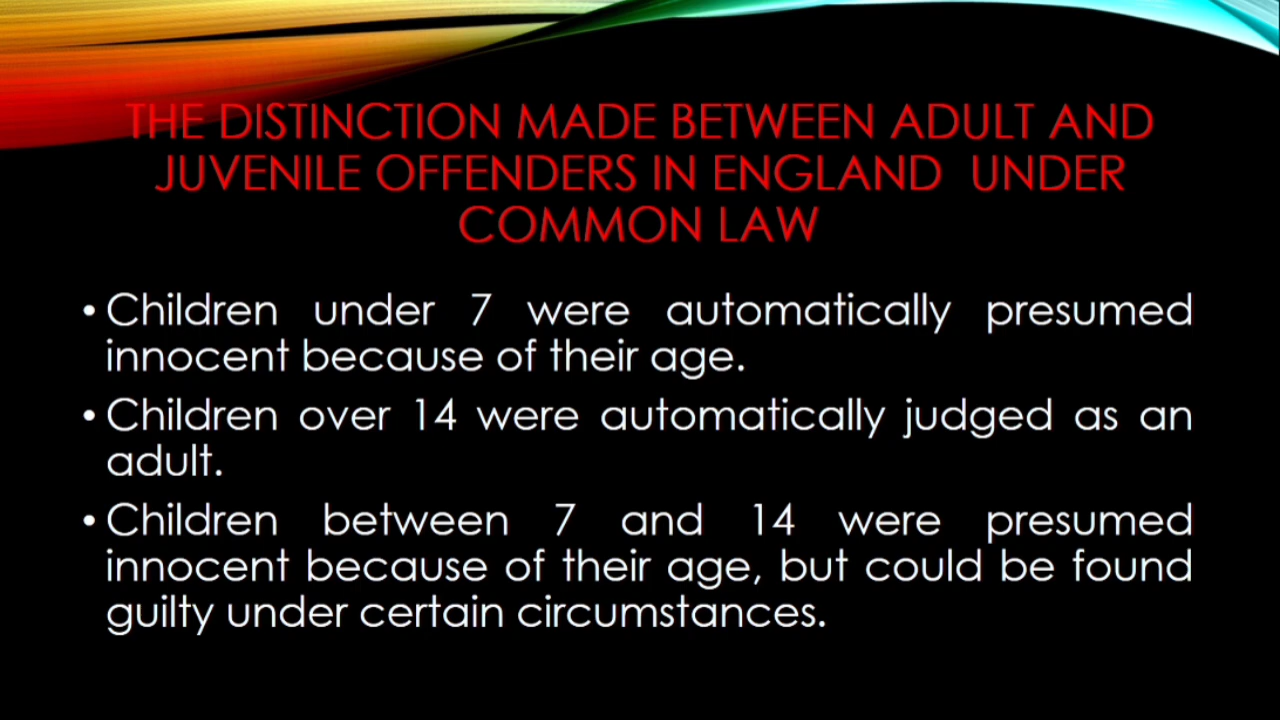 THE DISTINCTION MADE BETWEEN ADULT AND
JUVENILE OFFENDERS IN ENGLAND UNDER
COMMON LAW
• Children under 7 were automatically presumed
innocent because of their age.
• Children over 14 were automatically judged as an
adult.
• Children between 7 and 14 were presumed
innocent because of their age, but could be found
guilty under certain circumstances.